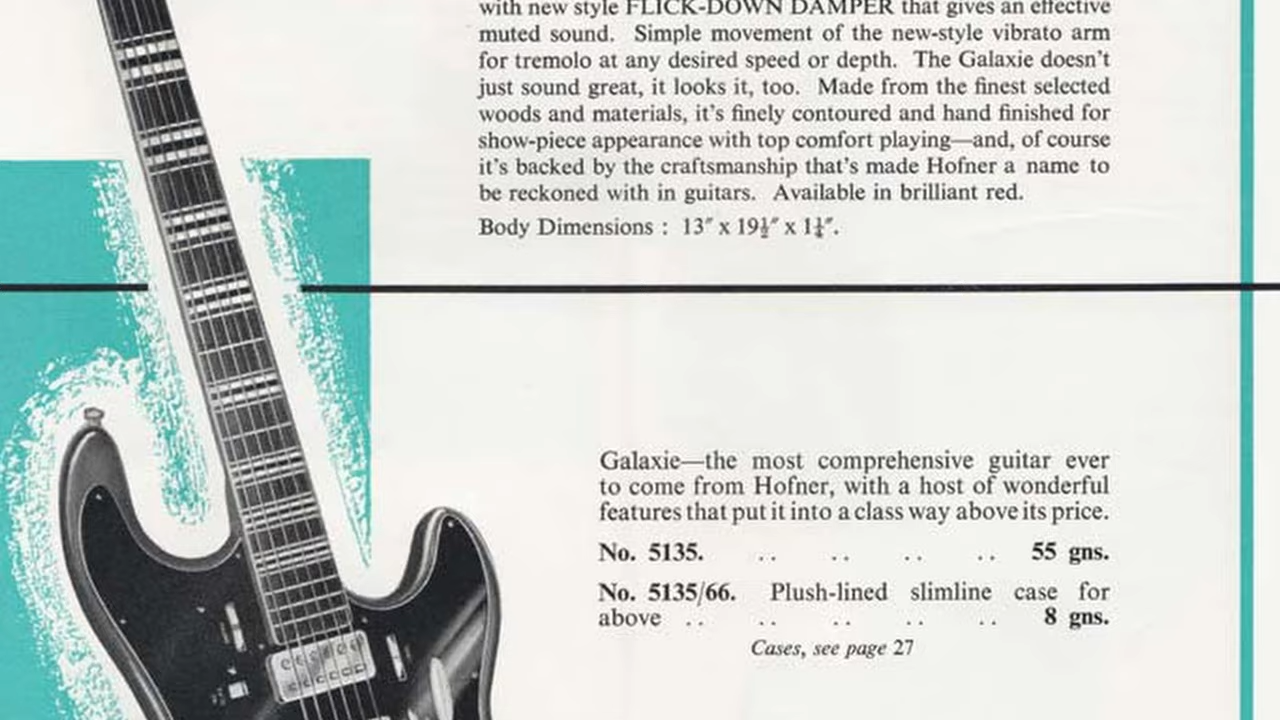 with new style FLICK-DOWN DAMPER that gives an effective
muted sound. Simple movement of the new-style vibrato arm
for tremolo at any desired speed or depth. The Galaxie doesn't
just sound great, it looks it, too. Made from the finest selected
woods and materials, it's finely contoured and hand finished for
show-piece appearance with top comfort playing—and, of course
it's backed by the craftsmanship that's made Hofner a name to
be reckoned with in guitars. Available in brilliant red.
Body Dimensions : 13″ x 19½″ x 1¼″.
Galaxie—the most comprehensive guitar ever
to come from Hofner, with a host of wonderful
features that put it into a class way above its price.
No. 5135. .. .. .. .. 55 gns.
No. 5135/66. Plush-lined slimline case for
above .. .. .. .. .. 8 gns.
Cases, see page 27